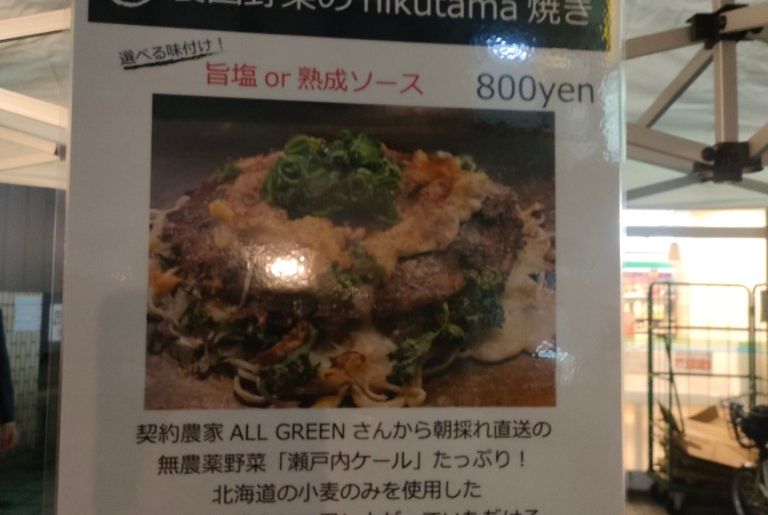 野菜の nikutama 焼き
選べる味付け!
旨塩 or 熟成ソース 800yen
契約農家 ALL GREEN さんから朝採れ直送の
無農薬野菜「瀬戸内ケール」たっぷり!
北海道の小麦のみを使用した